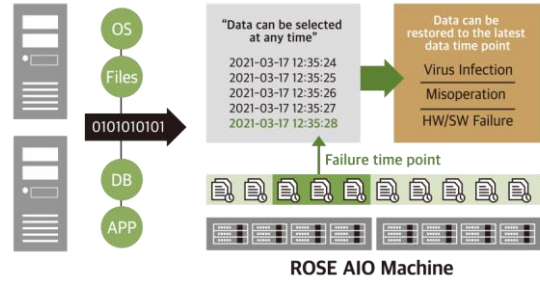 OS
Files
0101010101
DB
APP
“Data can be selected
at any time”
2021-03-17 12:35:24
2021-03-17 12:35:25
2021-03-17 12:35:26
2021-03-17 12:35:27
2021-03-17 12:35:28
Data can be
restored to the latest
data time point
Virus Infection
Misoperation
HW/SW Failure
Failure time point
ROSE AIO Machine